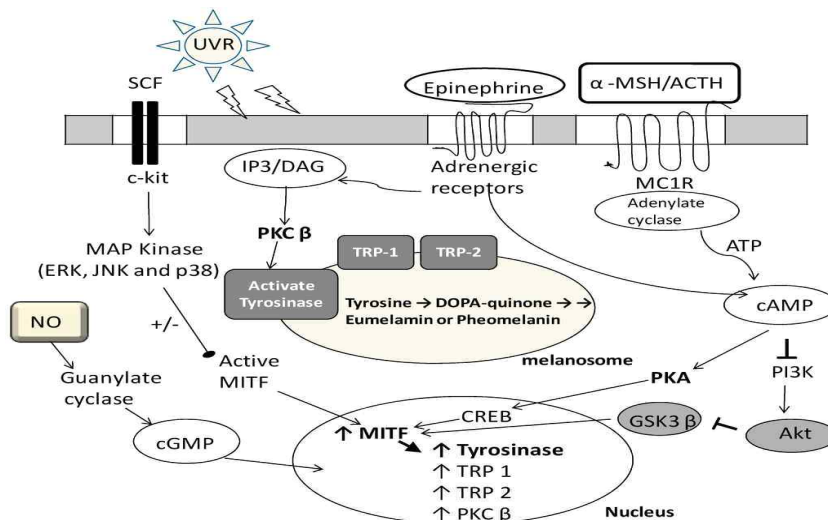 UVR
SCF
Epinephrine
α -MSH/ACTH
IP3/DAG
Adrenergic
receptors
c-kit
MC1R
Adenylate
cyclase
PKC β
ATP
MAP Kinase
(ERK, JNK and p38)
TRP-1
TRP-2
Activate
Tyrosinase
Tyrosine → DOPA-quinone → →
Eumelamin or Pheomelanin
cAMP
NO
+/-
melanosome
Active
MITF
PKA
PI3K
Guanylate
cyclase
CREB
GSK3 β
Akt
cGMP
↑ MITF
↑ Tyrosinase
↑ TRP 1
↑ TRP 2
↑ PKC β
Nucleus